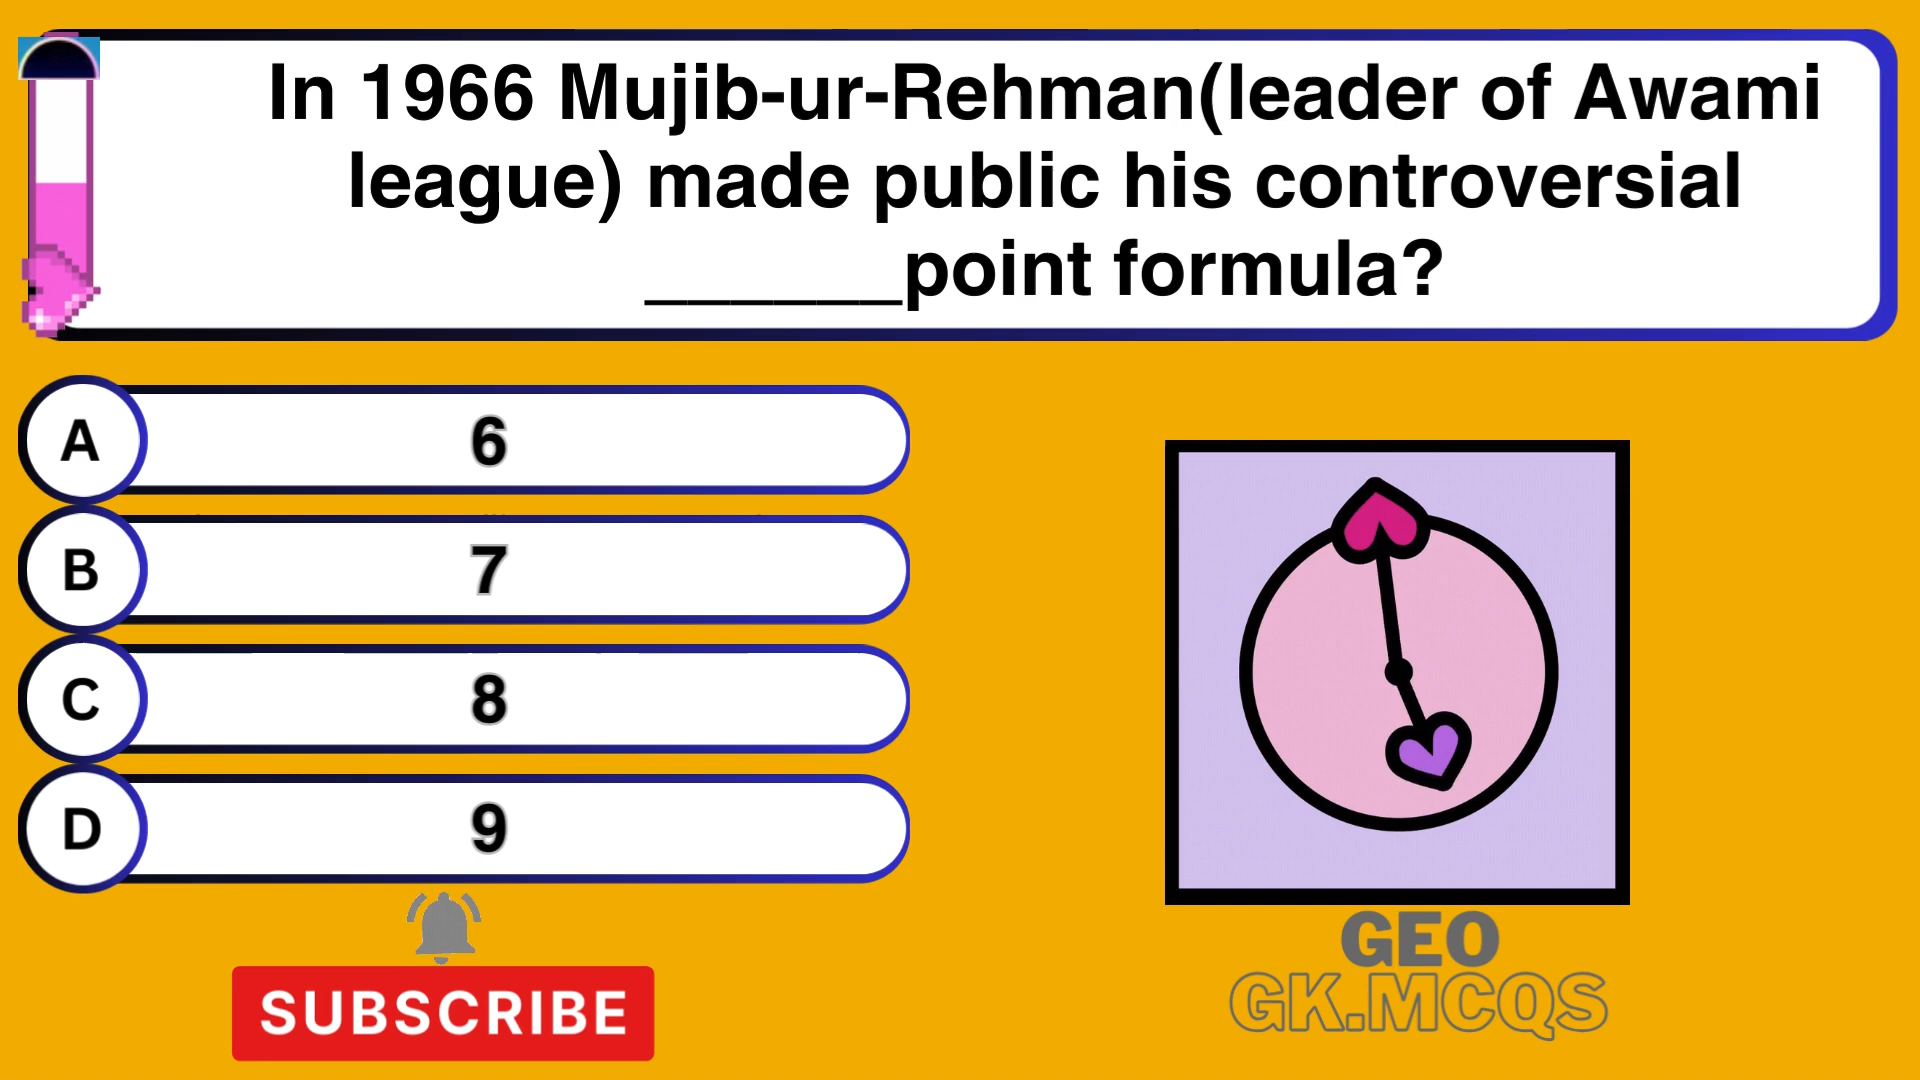 In 1966 Mujib-ur-Rehman(leader of Awami
league) made public his controversial
______point formula?
A 6
B 7
C 8
D 9
SUBSCRIBE
GEO
GK.MCQS